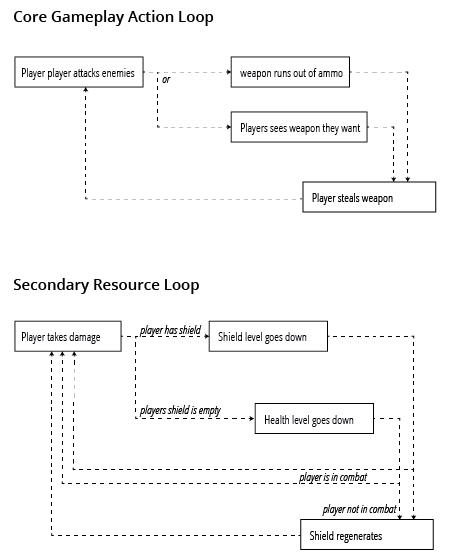 Core Gameplay Action Loop
Player player attacks enemies
or
weapon runs out of ammo
Players sees weapon they want
Player steals weapon
Secondary Resource Loop
Player takes damage
player has shield
Shield level goes down
players shield is empty
Health level goes down
player is in combat
player not in combat
Shield regenerates